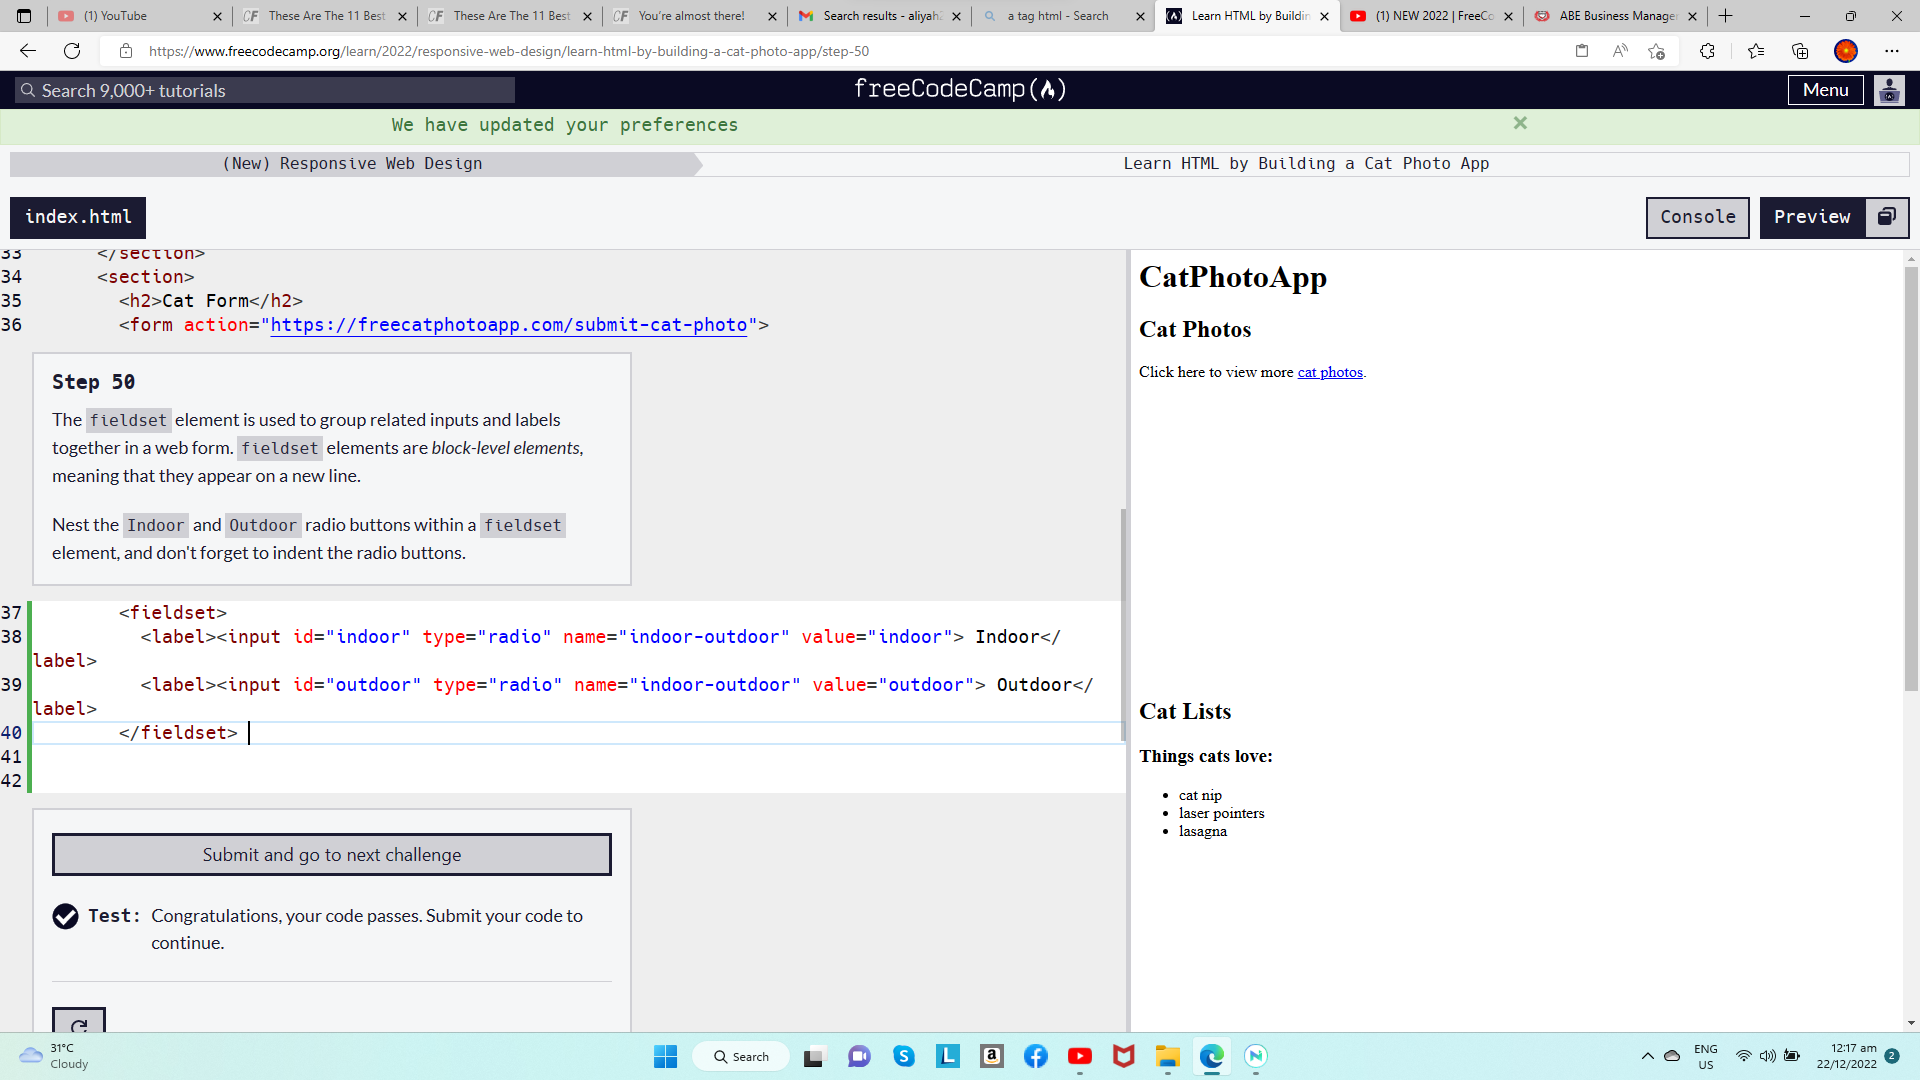 (1) YouTube
These Are The 11 Best
These Are The 11 Best
You're almost there!
Search results - aliyah2
a tag html - Search
Learn HTML by Buildin
(1) NEW 2022 | FreeCo
ABE Business Manage
https://www.freecodecamp.org/learn/2022/responsive-web-design/learn-html-by-building-a-cat-photo-app/step-50
Search 9,000+ tutorials
freeCodeCamp
Menu
We have updated your preferences
(New) Responsive Web Design
Learn HTML by Building a Cat Photo App
index.html
Console
Preview
33 </section>
34 <section>
35 <h2>Cat Form</h2>
36 <form action="https://freecatphotoapp.com/submit-cat-photo">
Step 50
The fieldset element is used to group related inputs and labels
together in a web form. fieldset elements are block-level elements,
meaning that they appear on a new line.
Nest the Indoor and Outdoor radio buttons within a fieldset
element, and don't forget to indent the radio buttons.
37 <fieldset>
38 <label><input id="indoor" type="radio" name="indoor-outdoor" value="indoor"> Indoor</
label>
39 <label><input id="outdoor" type="radio" name="indoor-outdoor" value="outdoor"> Outdoor</
label>
40 </fieldset>
41
42
Submit and go to next challenge
Test: Congratulations, your code passes. Submit your code to
continue.
CatPhotoApp
Cat Photos
Click here to view more cat photos.
Cat Lists
Things cats love:
cat nip
laser pointers
lasagna
31°C
Cloudy
Search
ENG
US
12:17 am
22/12/2022
2